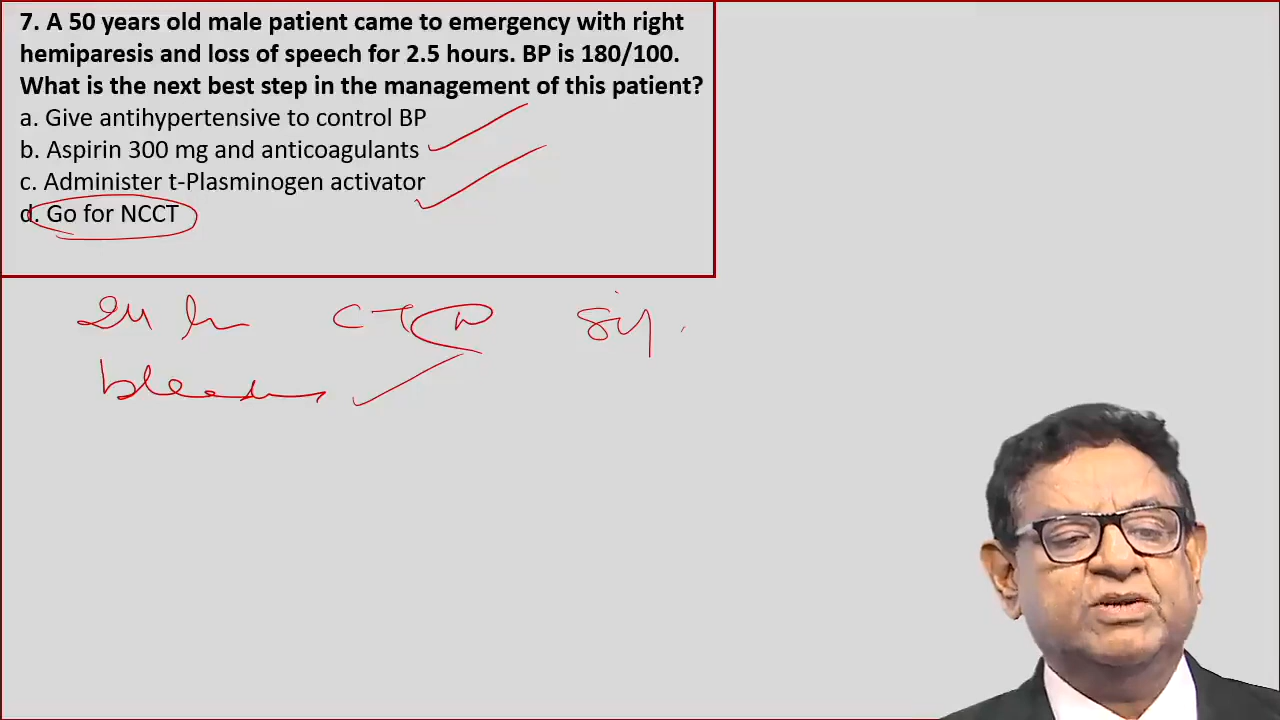 7. A 50 years old male patient came to emergency with right
hemiparesis and loss of speech for 2.5 hours. BP is 180/100.
What is the next best step in the management of this patient?
a. Give antihypertensive to control BP
b. Aspirin 300 mg and anticoagulants
c. Administer t-Plasminogen activator
d. Go for NCCT
CT